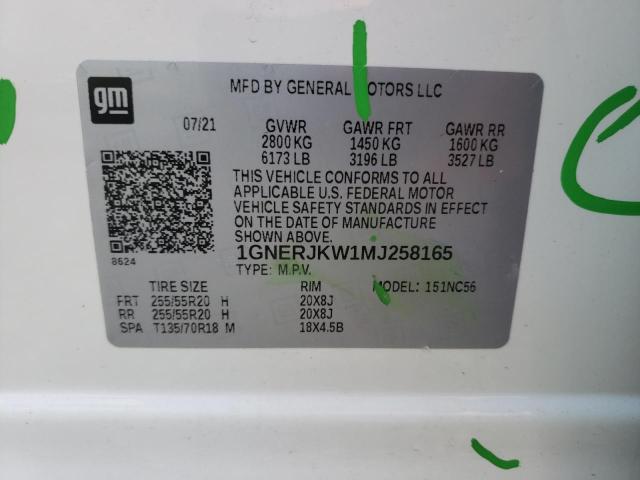 gm
MFD BY GENERAL MOTORS LLC
07/21 GVWR GAWR FRT GAWR RR
2800 KG 1450 KG 1600 KG
6173 LB 3196 LB 3527 LB
THIS VEHICLE CONFORMS TO ALL
APPLICABLE U.S. FEDERAL MOTOR
VEHICLE SAFETY STANDARDS IN EFFECT
ON THE DATE OF MANUFACTURE
SHOWN ABOVE.
1GNERJKW1MJ258165
8624
TYPE: M.P.V.
TIRE SIZE RIM MODEL: 151NC56
FRT 255/55R20 H 20X8J
RR 255/55R20 H 20X8J
SPA T135/70R18 M 18X4.5B